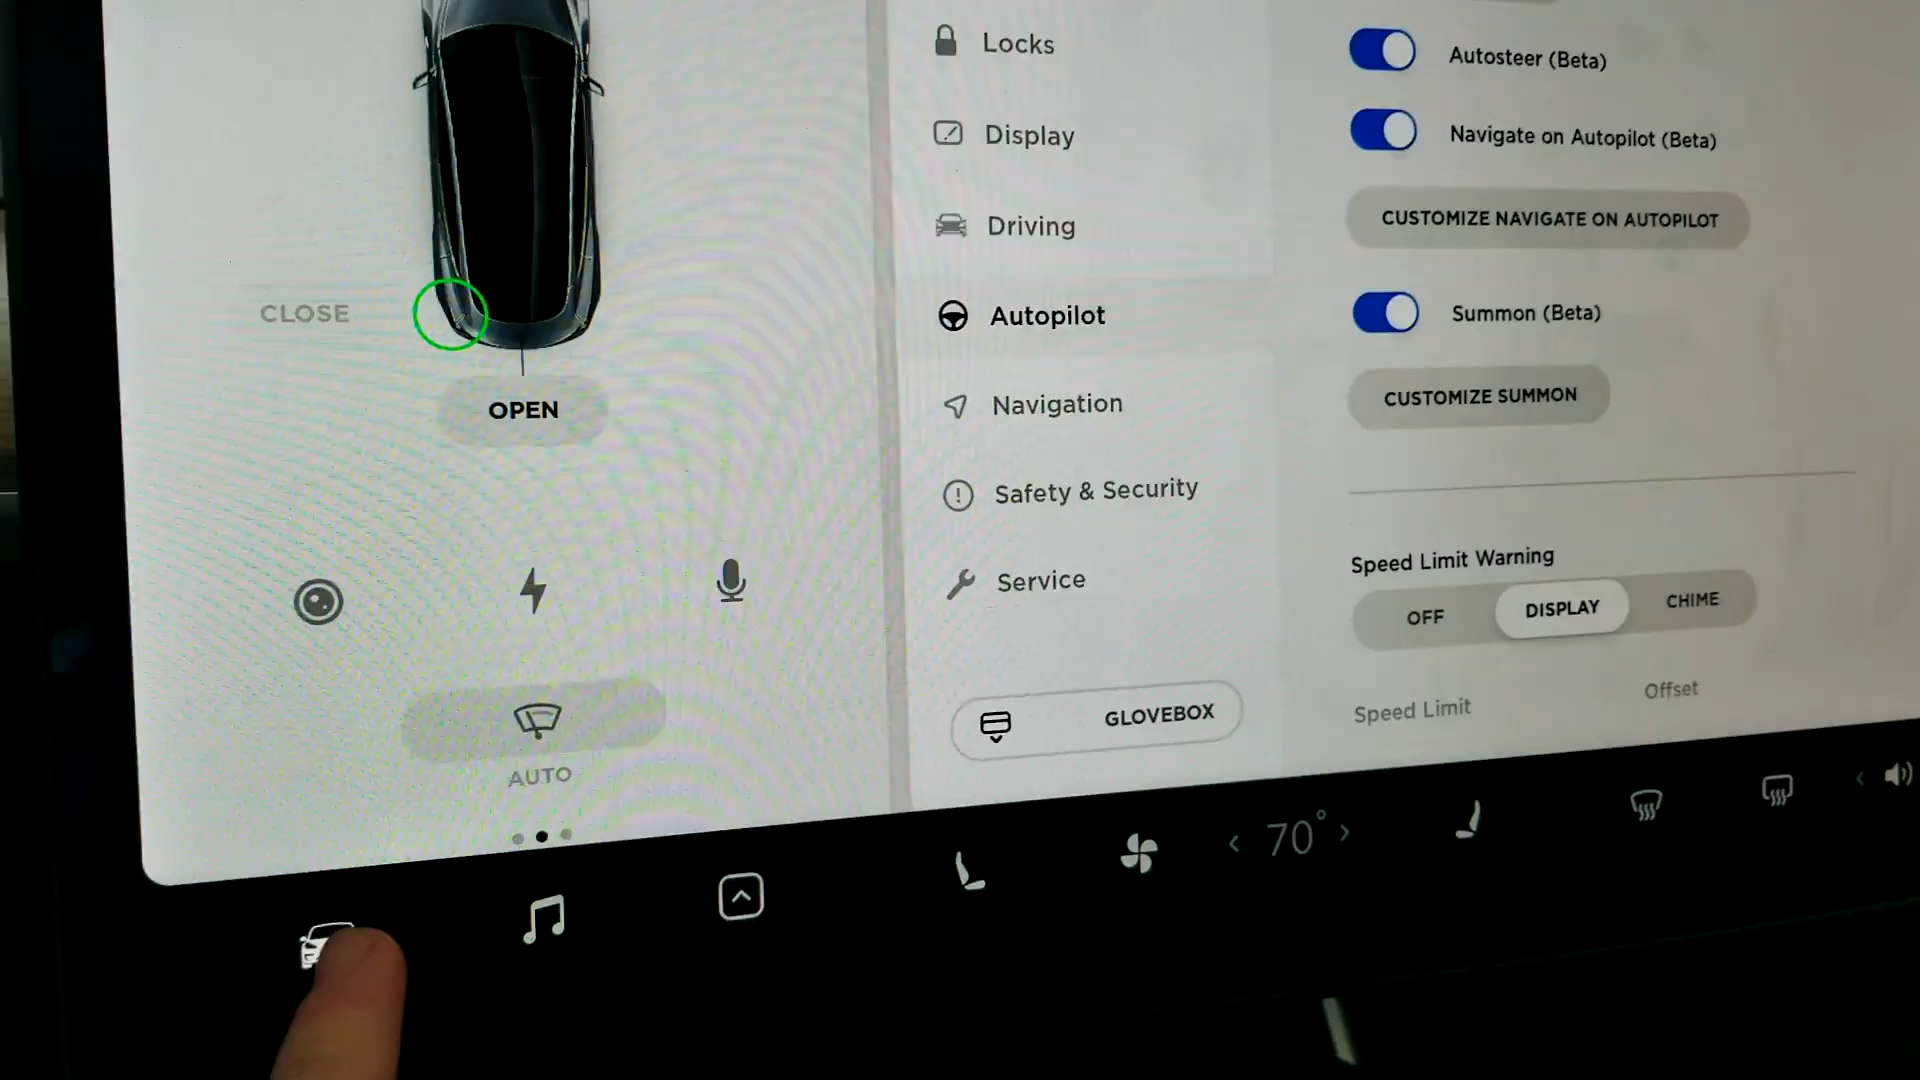 CLOSE
OPEN
AUTO
Locks
Display
Driving
Autopilot
Navigation
Safety & Security
Service
GLOVEBOX
Autosteer (Beta)
Navigate on Autopilot (Beta)
CUSTOMIZE NAVIGATE ON AUTOPILOT
Summon (Beta)
CUSTOMIZE SUMMON
Speed Limit Warning
OFF DISPLAY CHIME
Speed Limit Offset
< 70° >